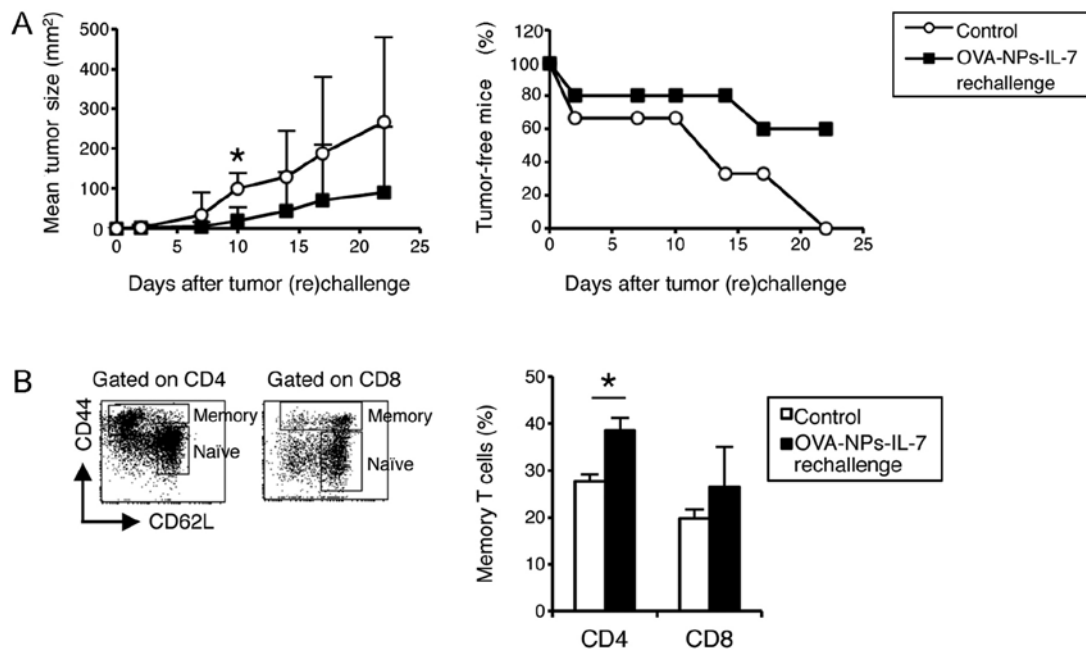 A
Mean tumor size (mm²)
500
400
300
200
100
0
*
0 5 10 15 20 25
Days after tumor (re)challenge
Tumor-free mice (%)
120
100
80
60
40
20
0
0 5 10 15 20 25
Days after tumor (re)challenge
Control
OVA-NPs-IL-7
rechallenge
B
Gated on CD4
Gated on CD8
CD44
Memory
Naïve
Memory
Naïve
CD62L
Memory T cells (%)
50
40
30
20
10
0
*
CD4 CD8
Control
OVA-NPs-IL-7
rechallenge